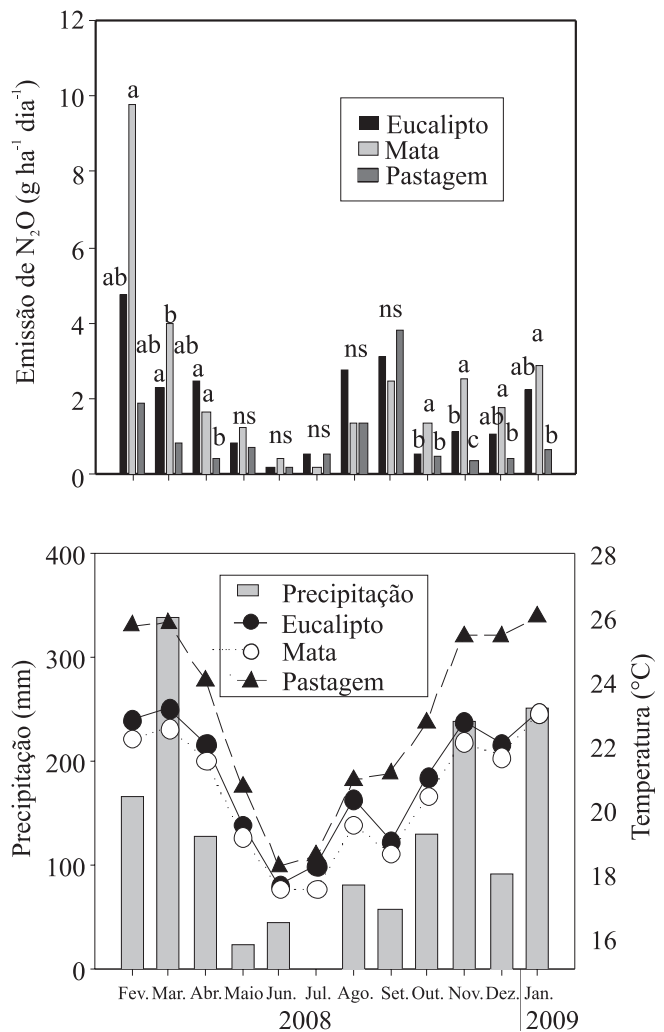 12
10
8
6
4
2
0
Emissão de N₂O (g ha⁻¹ dia⁻¹)
Eucalipto
Mata
Pastagem
a
ab
b
ab
ab
a
a
a
b
ns
ns
ns
ns
ns
a
b
b
a
b
c
a
ab
b
a
ab
b
400
300
200
100
0
Precipitação (mm)
28
26
24
22
20
18
16
Temperatura (°C)
Precipitação
Eucalipto
Mata
Pastagem
Fev. Mar. Abr. Maio Jun. Jul. Ago. Set. Out. Nov. Dez. Jan.
2008 2009